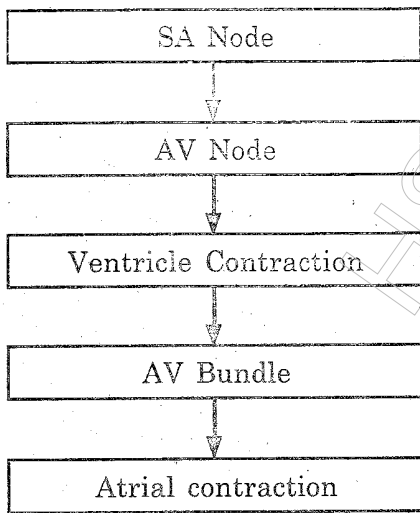 SA Node
AV Node
Ventricle Contraction
AV Bundle
Atrial contraction